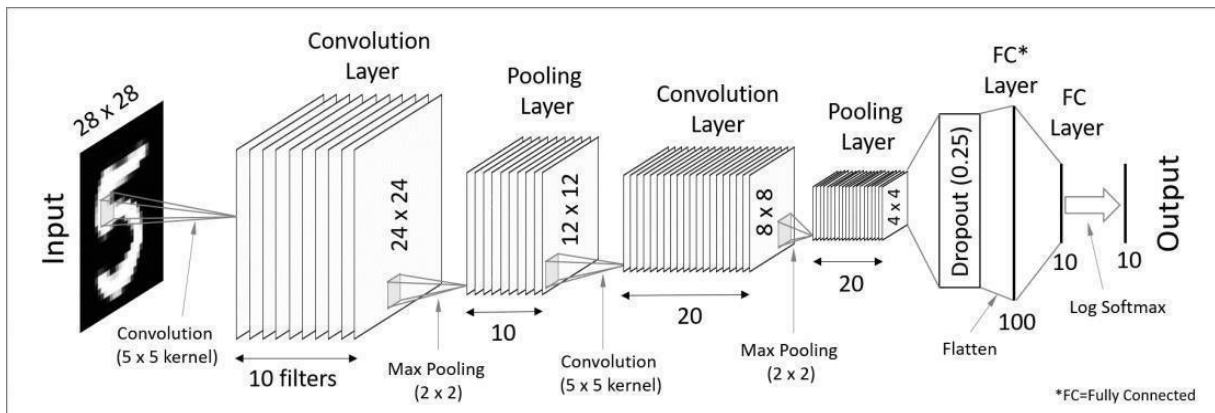 Input
28 x 28
Convolution
(5 x 5 kernel)
Convolution
Layer
24 x 24
10 filters
Max Pooling
(2 x 2)
Pooling
Layer
12 x 12
10
Convolution
(5 x 5 kernel)
Convolution
Layer
8 x 8
20
Max Pooling
(2 x 2)
Pooling
Layer
4 x 4
20
Dropout (0.25)
Flatten
FC*
Layer
100
FC
Layer
10
Log Softmax
10
Output
*FC=Fully Connected